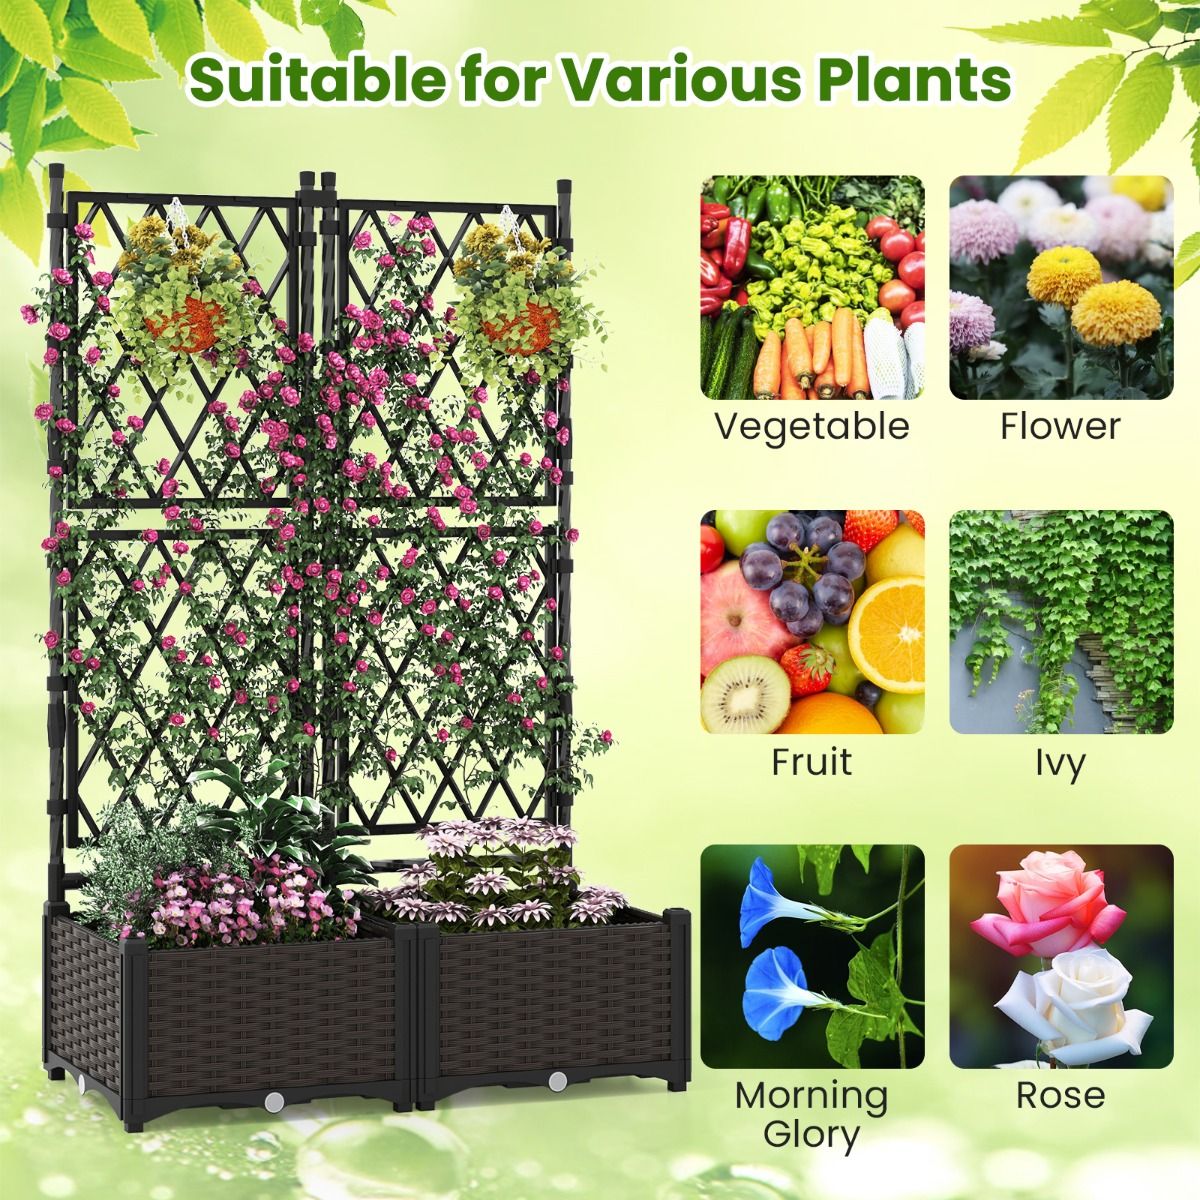 Suitable for Various Plants
Vegetable
Flower
Fruit
Ivy
Morning
Glory
Rose